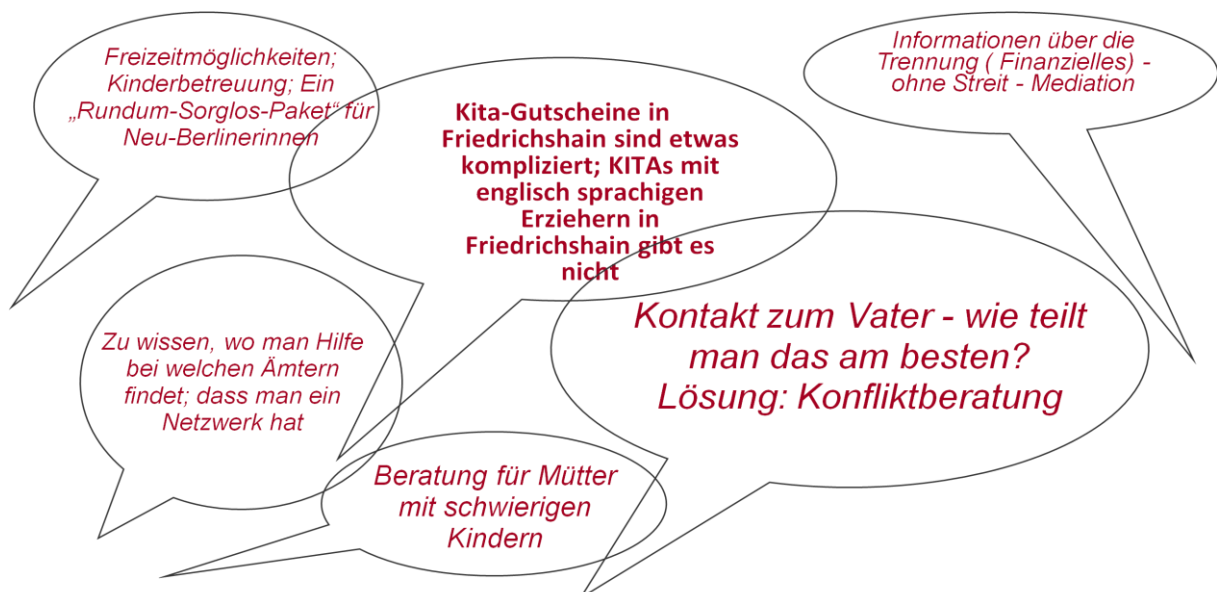 Freizeitmöglichkeiten;
Kinderbetreuung; Ein
„Rundum-Sorglos-Paket“ für
Neu-Berlinerinnen
Kita-Gutscheine in
Friedrichshain sind etwas
kompliziert; KITAs mit
englisch sprachigen
Erziehern in
Friedrichshain gibt es
nicht
Informationen über die
Trennung ( Finanzielles) -
ohne Streit - Mediation
Zu wissen, wo man Hilfe
bei welchen Ämtern
findet; dass man ein
Netzwerk hat
Kontakt zum Vater - wie teilt
man das am besten?
Lösung: Konfliktberatung
Beratung für Mütter
mit schwierigen
Kindern